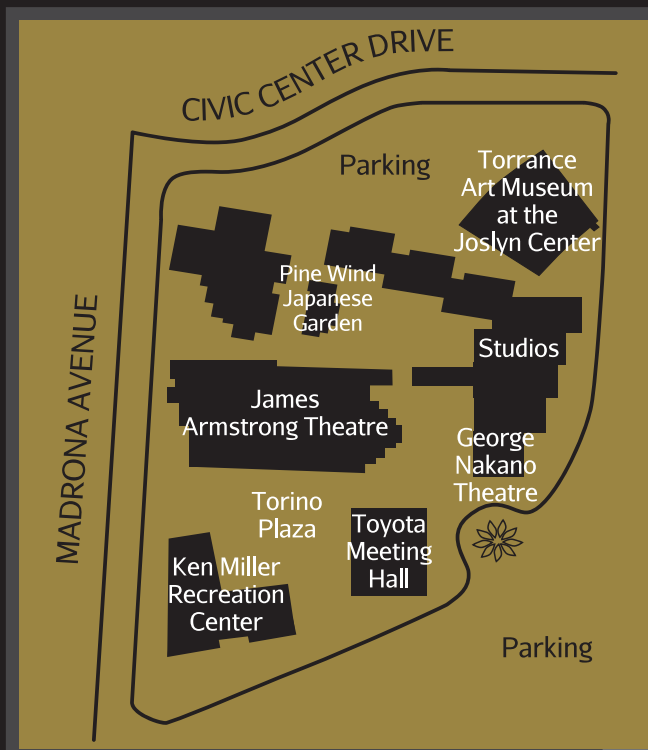 CIVIC CENTER DRIVE
Parking
Torrance
Art Museum
at the
Joslyn Center
Pine Wind
Japanese
Garden
MADRONA AVENUE
Studios
James
Armstrong Theatre
George
Nakano
Theatre
Torino
Plaza
Toyota
Meeting
Hall
Ken Miller
Recreation
Center
Parking